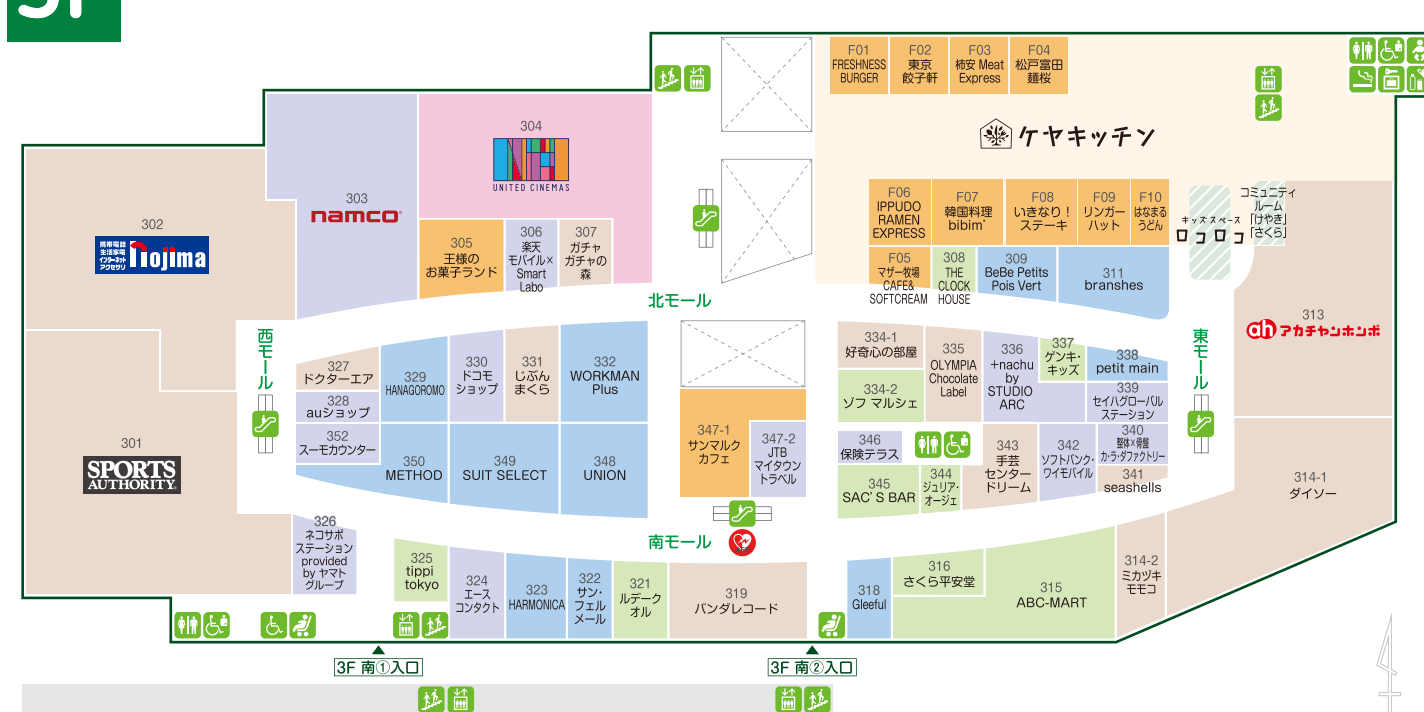 3F
F01
FRESHNESS
BURGER
F02
東京
餃子軒
F03
柿安 Meat
Express
F04
松戸富田
麺桜
ケヤキッチン
304
UNITED CINEMAS
303
namco
302
携帯電話
生活家電
インターネット
アクセサリ
nojima
305
王様の
お菓子ランド
306
楽天
モバイル×
Smart
Labo
307
ガチャ
ガチャの
森
F06
IPPUDO
RAMEN
EXPRESS
F07
韓国料理
bibim'
F08
いきなり!
ステーキ
F09
リンガー
ハット
F10
はなまる
うどん
キッズスペース
ロコロコ
コミュニティ
ルーム
「けやき」
「さくら」
F05
マザー牧場
CAFE&
SOFTCREAM
308
THE
CLOCK
HOUSE
309
BeBe Petits
Pois Vert
311
branshes
北モール
西モール
東モール
313
ah アカチャンホンポ
327
ドクターエア
328
auショップ
352
スーモカウンター
329
HANAGOROMO
330
ドコモ
ショップ
331
じぶん
まくら
332
WORKMAN
Plus
350
METHOD
349
SUIT SELECT
348
UNION
347-1
サンマルク
カフェ
347-2
JTB
マイタウン
トラベル
334-1
好奇心の部屋
334-2
ゾフ マルシェ
335
OLYMPIA
Chocolate
Label
336
+nachu
by
STUDIO
ARC
337
ゲンキ・
キッズ
338
petit main
339
セイハグローバル
ステーション
346
保険テラス
345
SAC'S BAR
344
ジュリア・
オージェ
343
手芸
センター
ドリーム
342
ソフトバンク・
ワイモバイル
340
整体×骨盤
カ・ラ・ダファクトリー
341
seashells
301
SPORTS
AUTHORITY
314-1
ダイソー
南モール
326
ネコサポ
ステーション
provided
by ヤマト
グループ
325
tippi
tokyo
324
エース
コンタクト
323
HARMONICA
322
サン・
フェル
メール
321
ルデーク
オル
319
バンダレコード
318
Gleeful
316
さくら平安堂
315
ABC-MART
314-2
ミカヅキ
モモコ
3F 南①入口
3F 南②入口